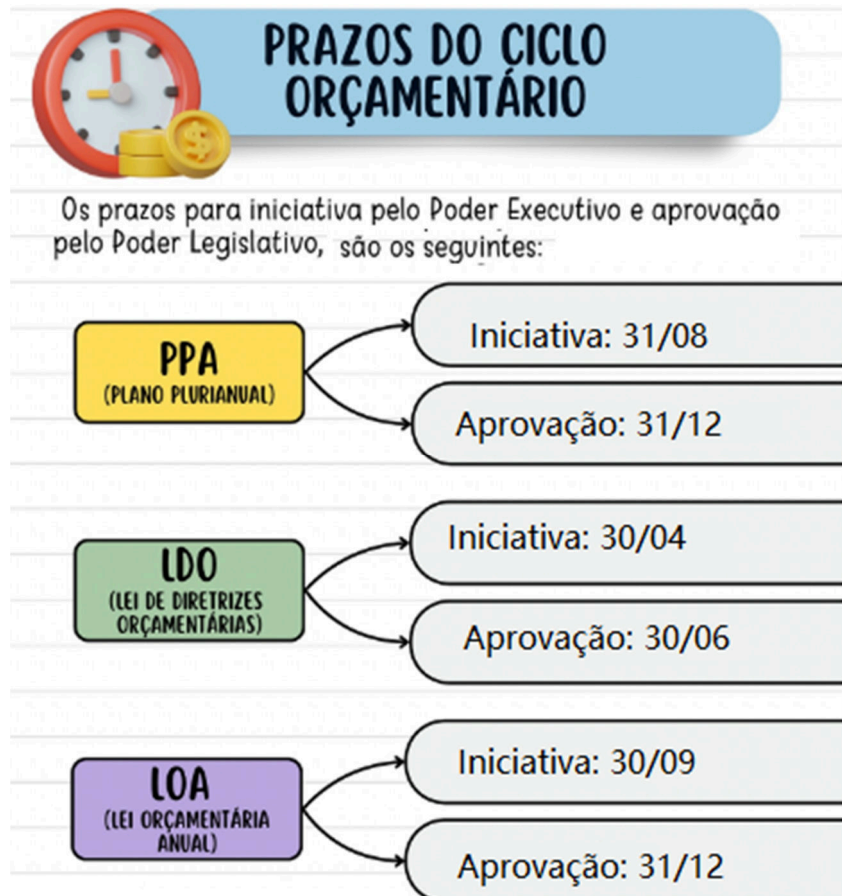 PRAZOS DO CICLO
ORÇAMENTÁRIO
Os prazos para iniciativa pelo Poder Executivo e aprovação
pelo Poder Legislativo, são os seguintes:
PPA
(PLANO PLURIANUAL)
Iniciativa: 31/08
Aprovação: 31/12
LDO
(LEI DE DIRETRIZES
ORÇAMENTÁRIAS)
Iniciativa: 30/04
Aprovação: 30/06
LOA
(LEI ORÇAMENTÁRIA
ANUAL)
Iniciativa: 30/09
Aprovação: 31/12